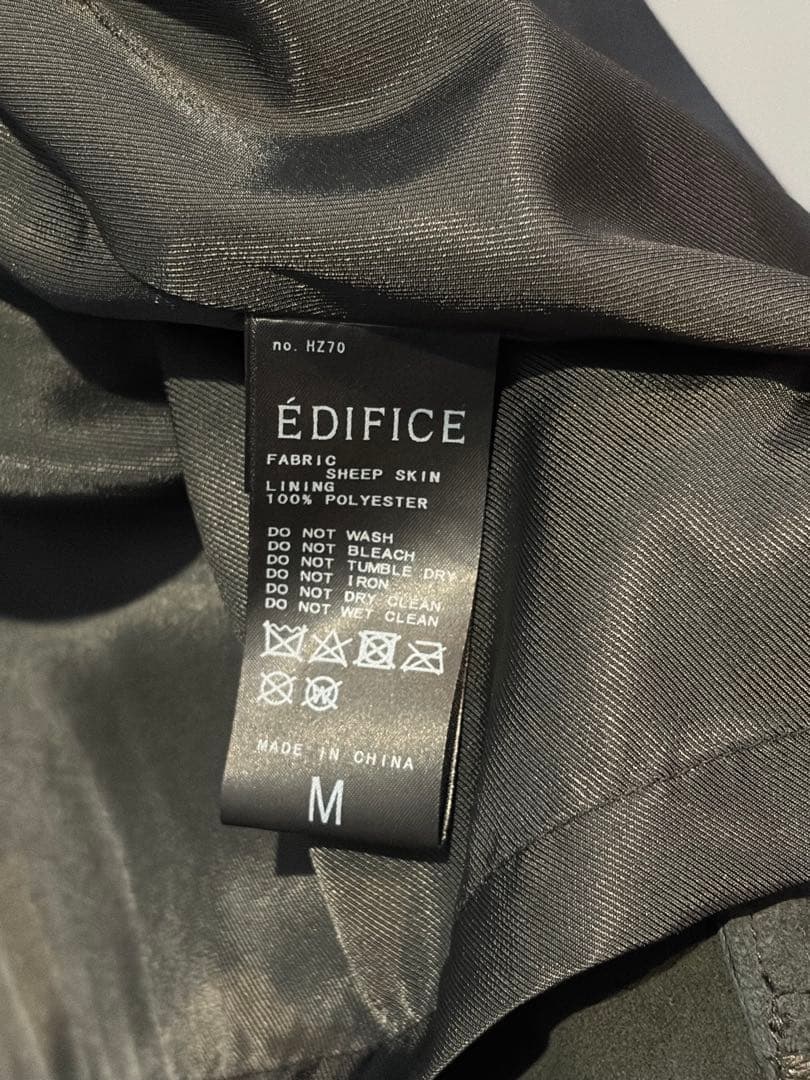 no. HZ70
ÉDIFICE
FABRIC
SHEEP SKIN
LINING
100% POLYESTER
DO NOT WASH
DO NOT BLEACH
DO NOT TUMBLE DRY
DO NOT IRON
DO NOT DRY CLEAN
DO NOT WET CLEAN
W
MADE IN CHINA
M